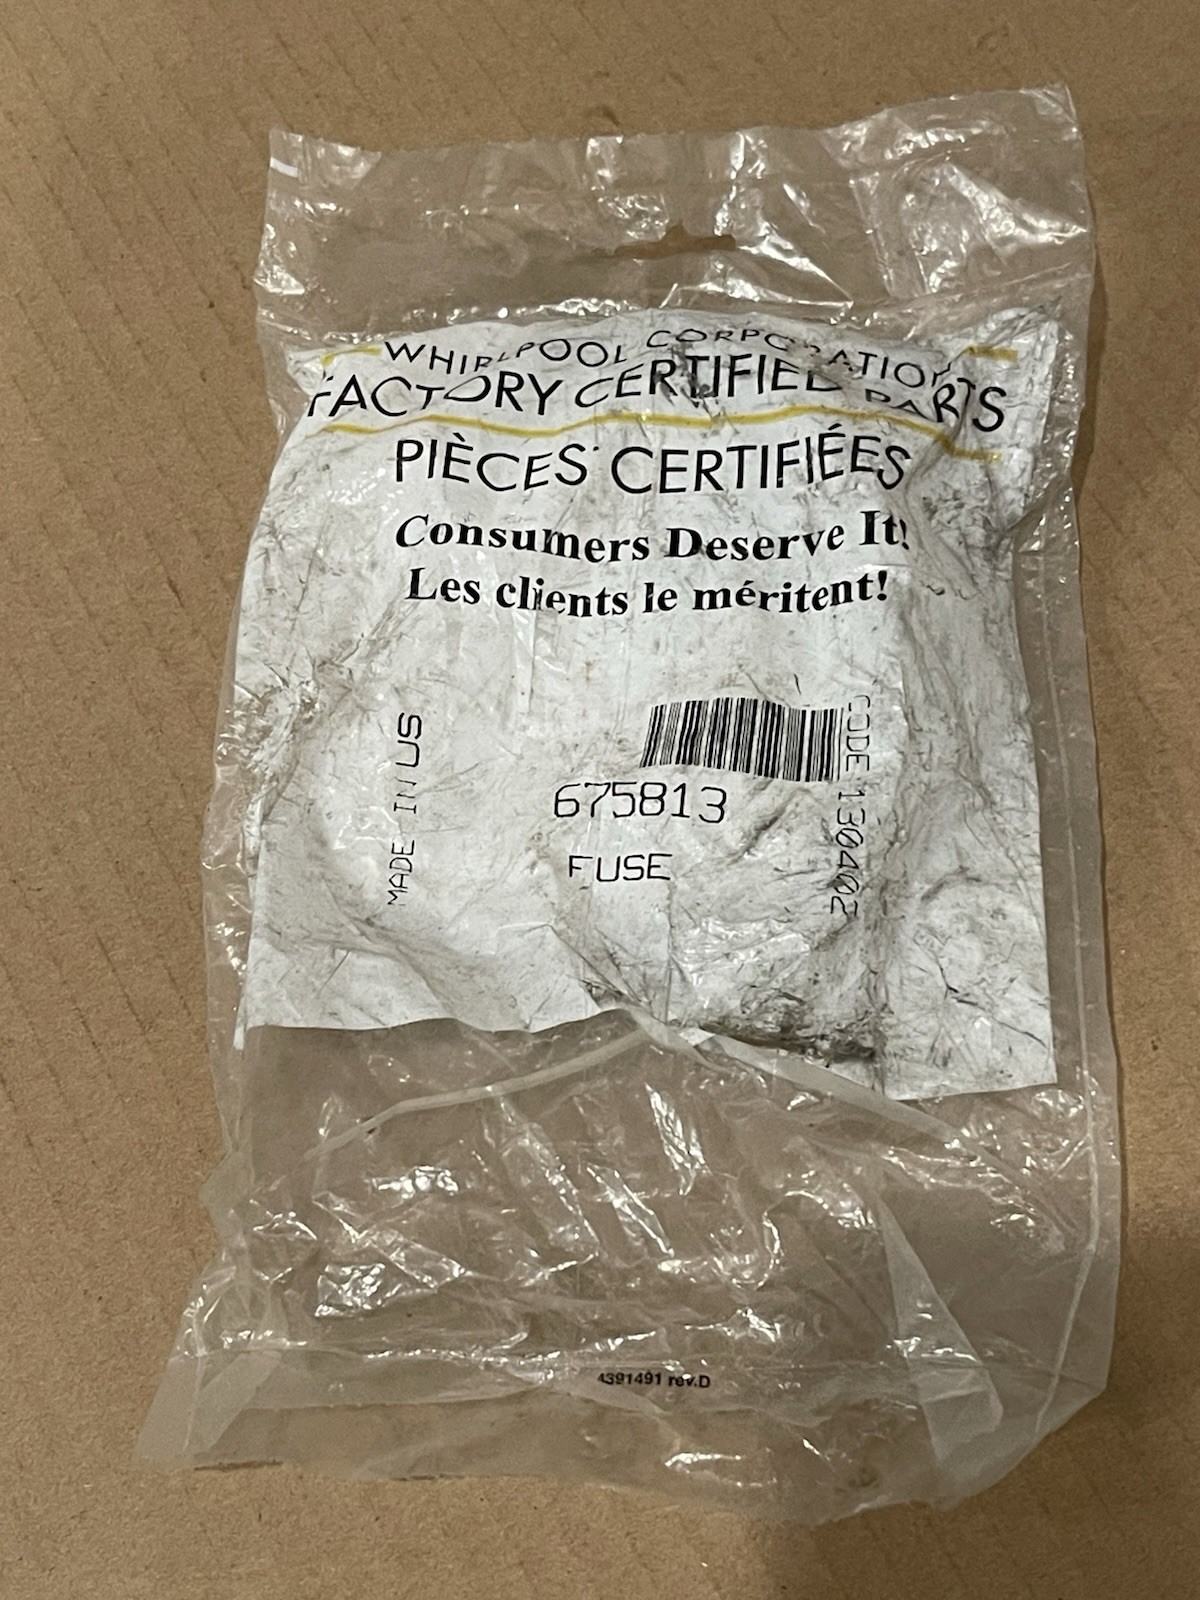 WHIRLPOOL CORPORATION
FACTORY CERTIFIED PARTS
PIÈCES CERTIFIÉES
Consumers Deserve It!
Les clients le méritent!
MADE IN US
CODE 130402
675813
FUSE
4391491 rev.D